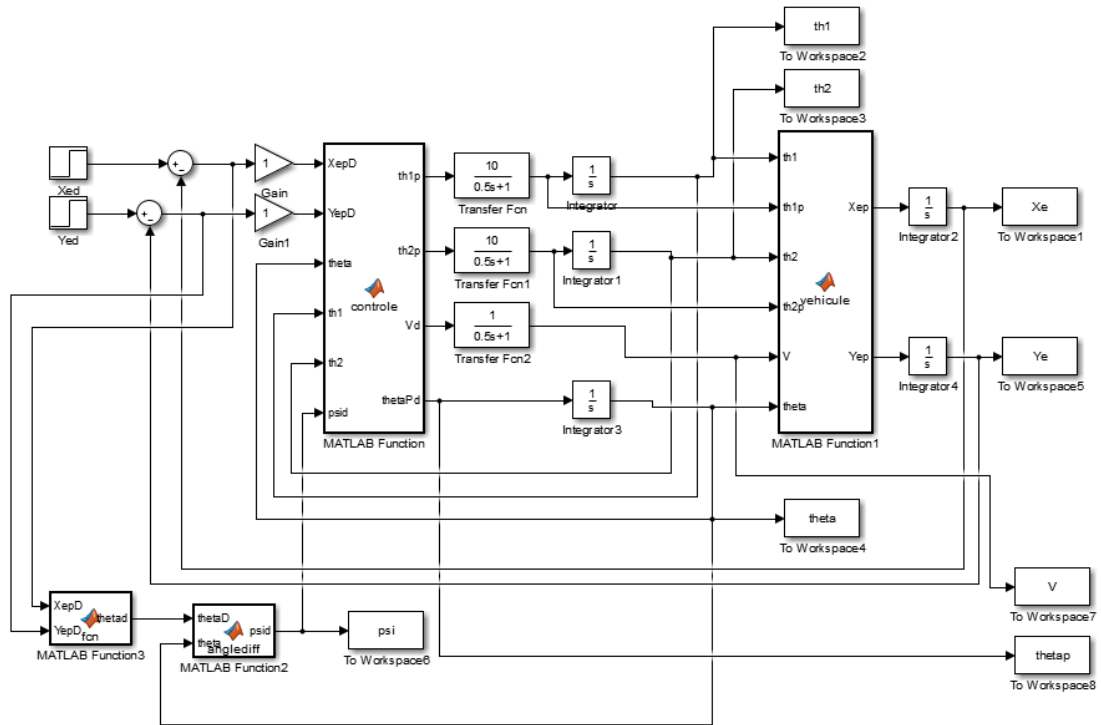 th1
To Workspace2
th2
To Workspace3
Xed
Yed
+
-
+
-
1
Gain
1
Gain1
XepD
YepD
theta
th1
th2
psid
controle
th1p
th2p
Vd
thetaPd
MATLAB Function
10
0.5s+1
Transfer Fcn
10
0.5s+1
Transfer Fcn1
1
0.5s+1
Transfer Fcn2
1
s
Integrator
1
s
Integrator1
1
s
Integrator3
th1
th1p
th2
th2p
V
theta
vehicule
Xep
Yep
MATLAB Function1
1
s
Integrator2
1
s
Integrator4
Xe
To Workspace1
Ye
To Workspace5
theta
To Workspace4
V
To Workspace7
thetap
To Workspace8
XepD
YepD
thetad
fcn
MATLAB Function3
thetaD
theta
psid
anglediff
MATLAB Function2
psi
To Workspace6